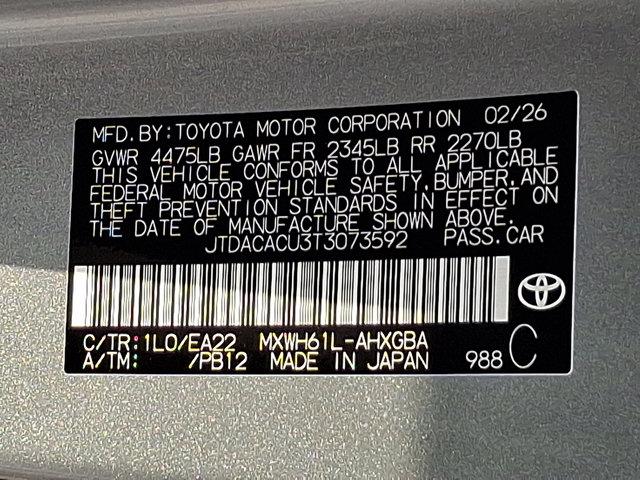 MFD. BY: TOYOTA MOTOR CORPORATION 02/26
GVWR 4475LB GAWR FR 2345LB RR 2270LB
THIS VEHICLE CONFORMS TO ALL APPLICABLE
FEDERAL MOTOR VEHICLE SAFETY, BUMPER, AND
THEFT PREVENTION STANDARDS IN EFFECT ON
THE DATE OF MANUFACTURE SHOWN ABOVE.
JTDACACU3T3073592 PASS. CAR
C/TR: 1L0/EA22 MXWH61L-AHXGBA
A/TM: /PB12 MADE IN JAPAN 988 C